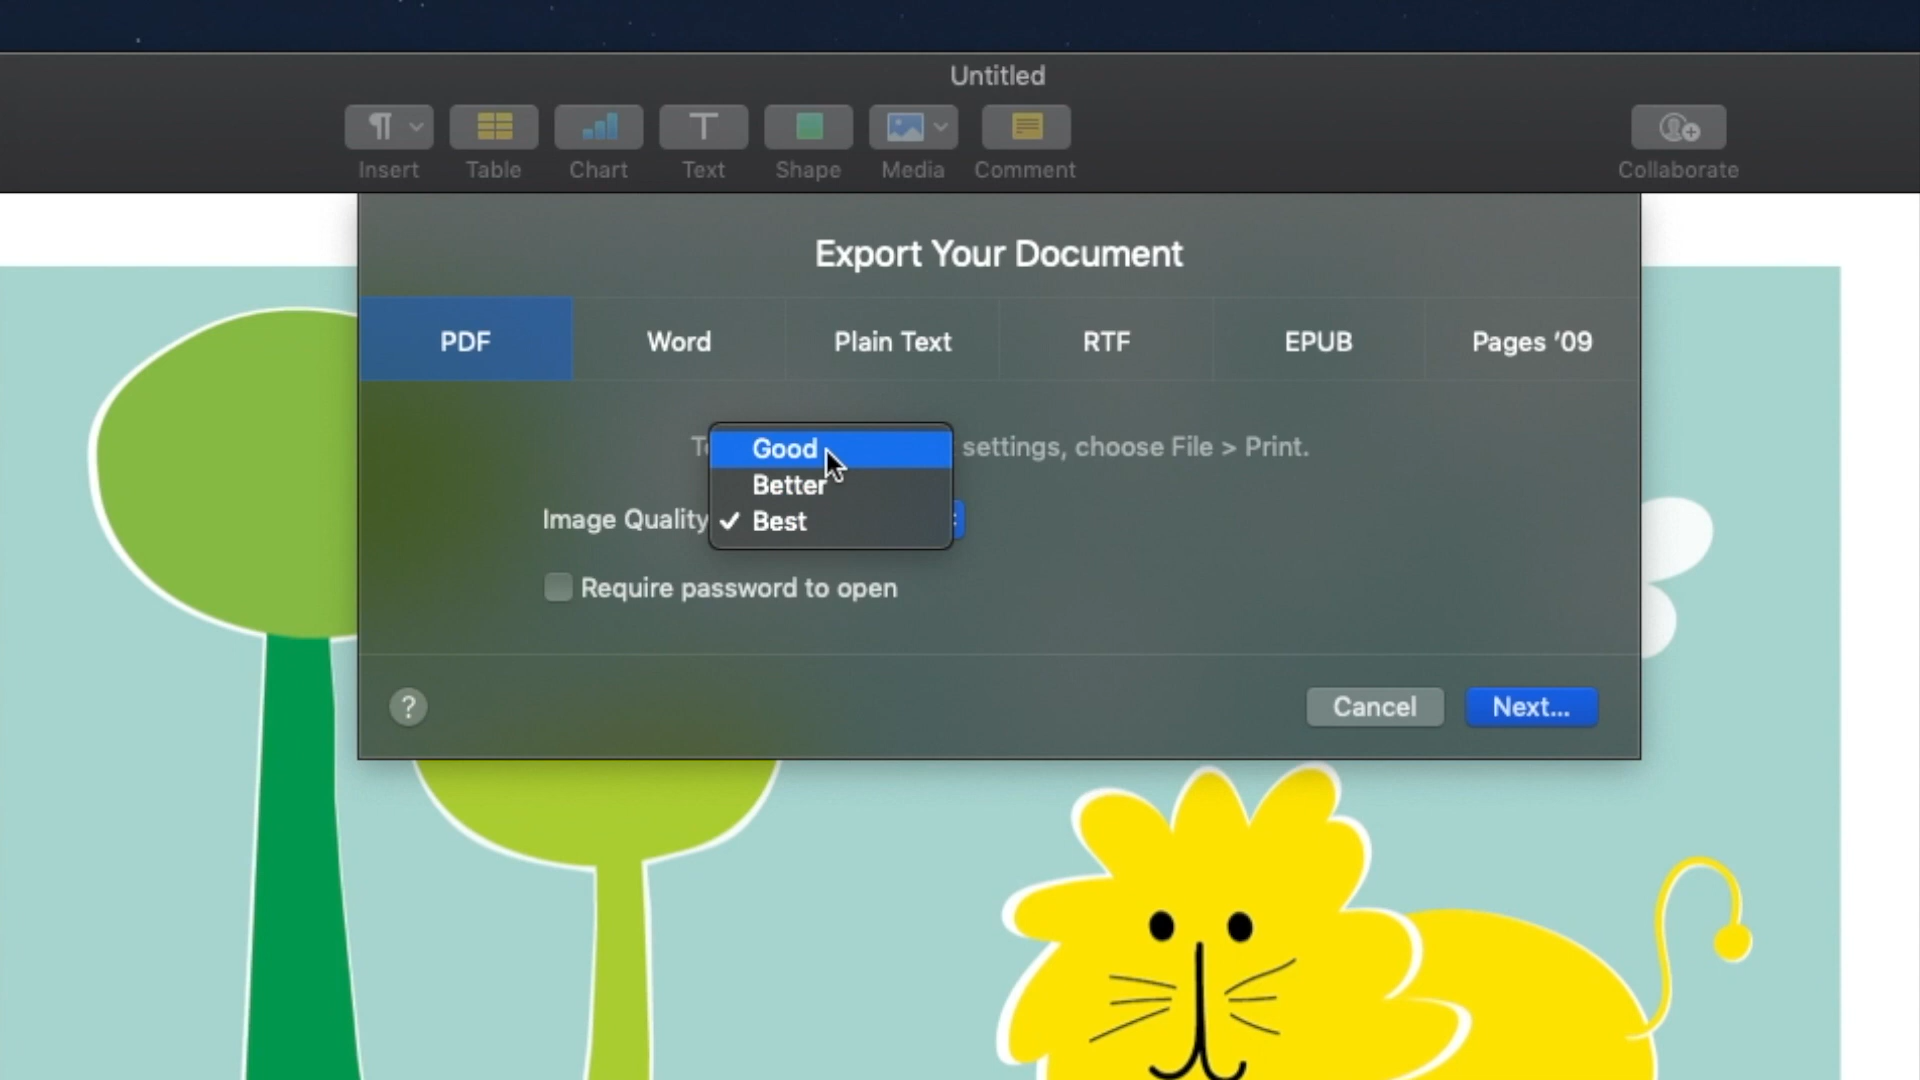 Untitled
Insert Table Chart Text Shape Media Comment Collaborate
Export Your Document
PDF Word Plain Text RTF EPUB Pages '09
settings, choose File > Print.
Good
Better
Image Quality ✓ Best
Require password to open
? Cancel Next...